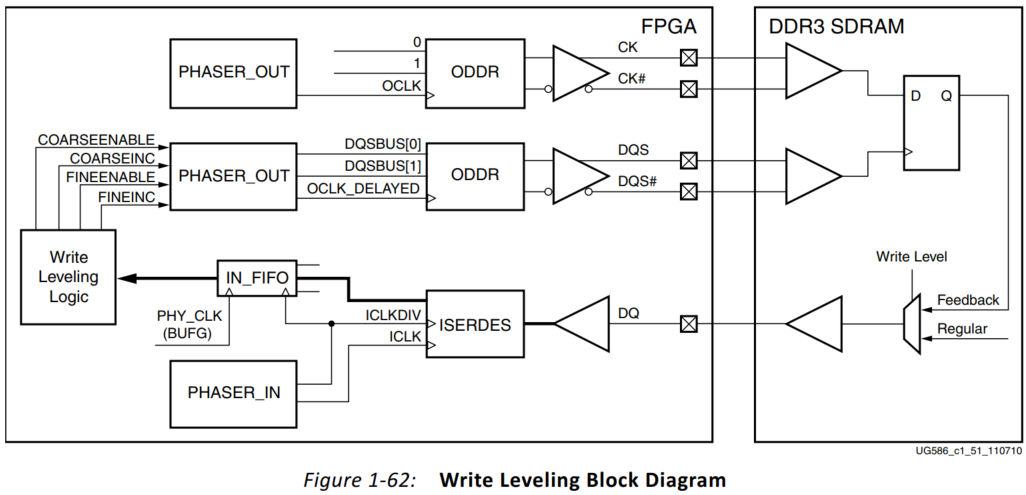 FPGA
DDR3 SDRAM
PHASER_OUT
0
1
OCLK
ODDR
CK
CK#
D Q
COARSEENABLE
COARSEINC
FINEENABLE
FINEINC
PHASER_OUT
DQSBUS[0]
DQSBUS[1]
OCLK_DELAYED
ODDR
DQS
DQS#
Write
Leveling
Logic
IN_FIFO
PHY_CLK
(BUFG)
ICLKDIV
ICLK
ISERDES
DQ
Write Level
Feedback
Regular
PHASER_IN
UG586_c1_51_110710
Figure 1-62: Write Leveling Block Diagram